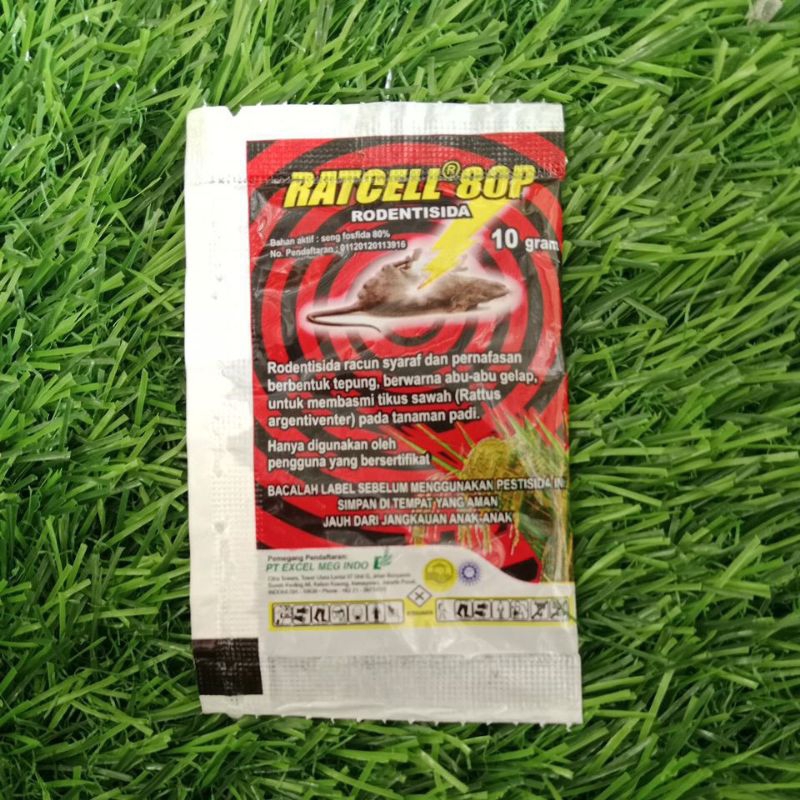 RATCELL® 80P
RODENTISIDA
Bahan aktif : seng fosfida 80%
No. Pendaftaran : 01120120113916
10 gram
Rodentisida racun syaraf dan pernafasan
berbentuk tepung, berwarna abu-abu gelap,
untuk membasmi tikus sawah (Rattus
argentiventer) pada tanaman padi.
Hanya digunakan oleh
pengguna yang bersertifikat
BACALAH LABEL SEBELUM MENGGUNAKAN PESTISIDA IN
SIMPAN DI TEMPAT YANG AMAN
JAUH DARI JANGKAUAN ANAK-ANAK
Pemegang Pendaftaran:
PT EXCEL MEG INDO